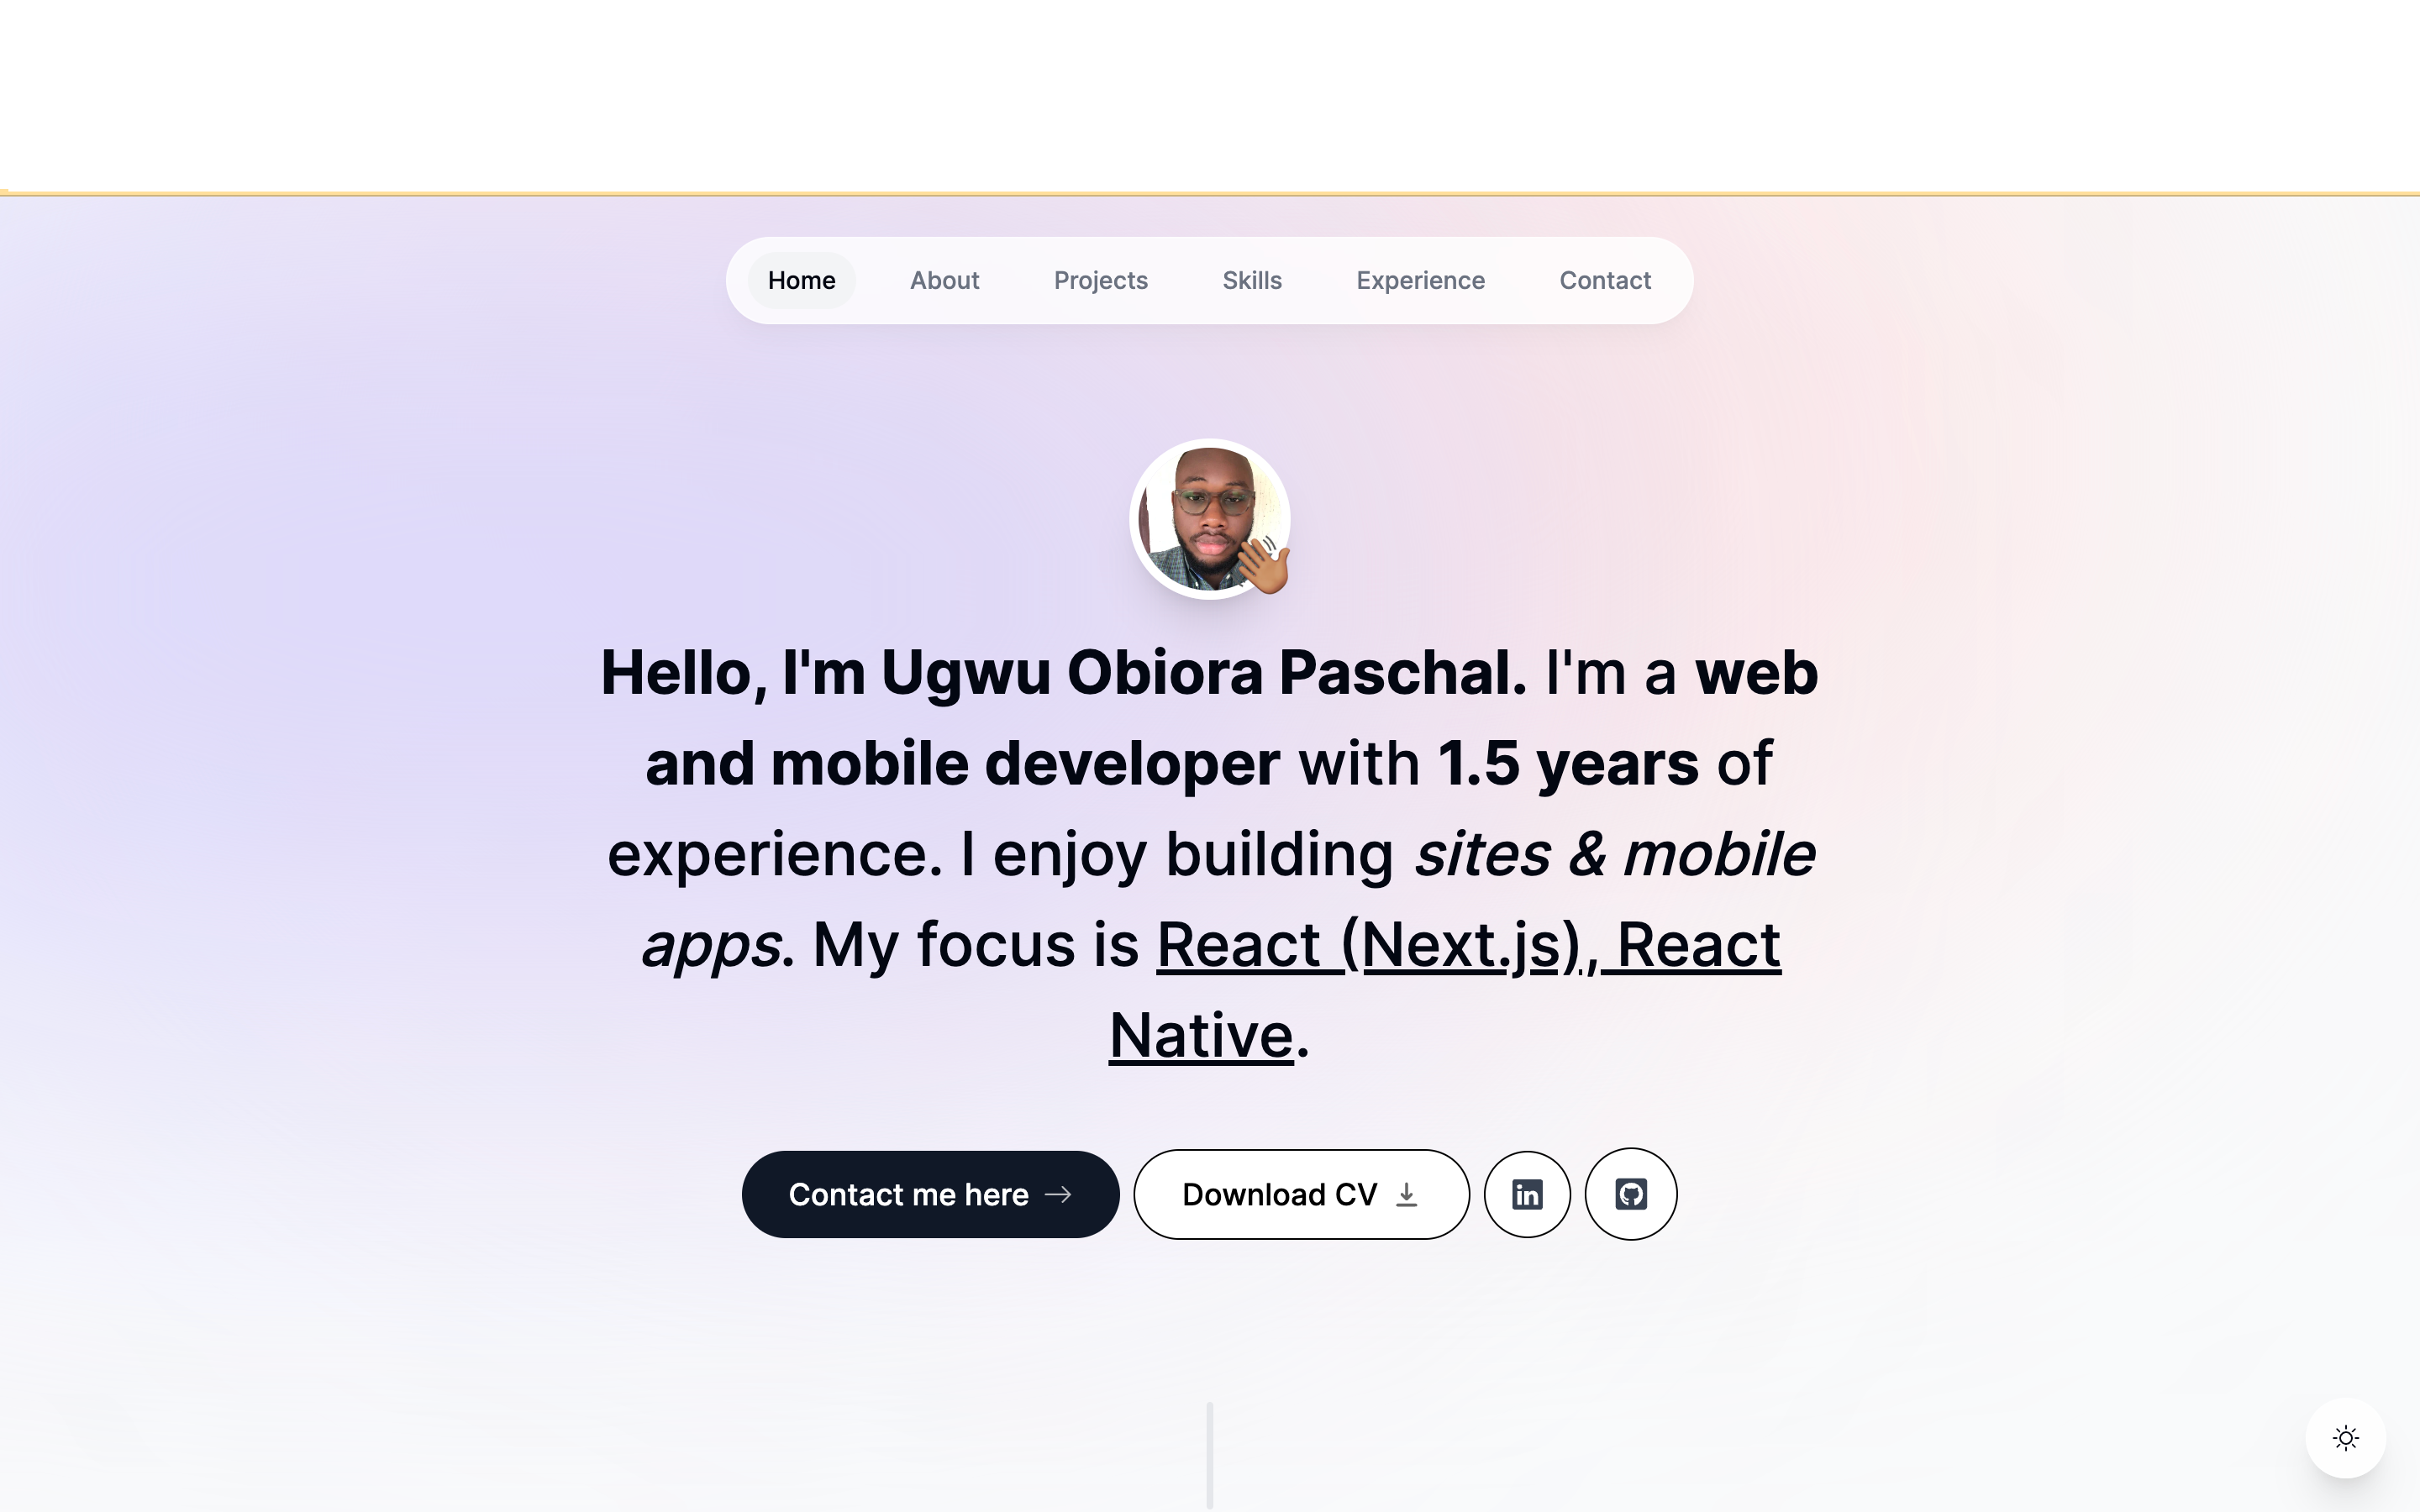 Home About Projects Skills Experience Contact
Hello, I'm Ugwu Obiora Paschal. I'm a web
and mobile developer with 1.5 years of
experience. I enjoy building sites & mobile
apps. My focus is React (Next.js), React
Native.
Contact me here Download CV in